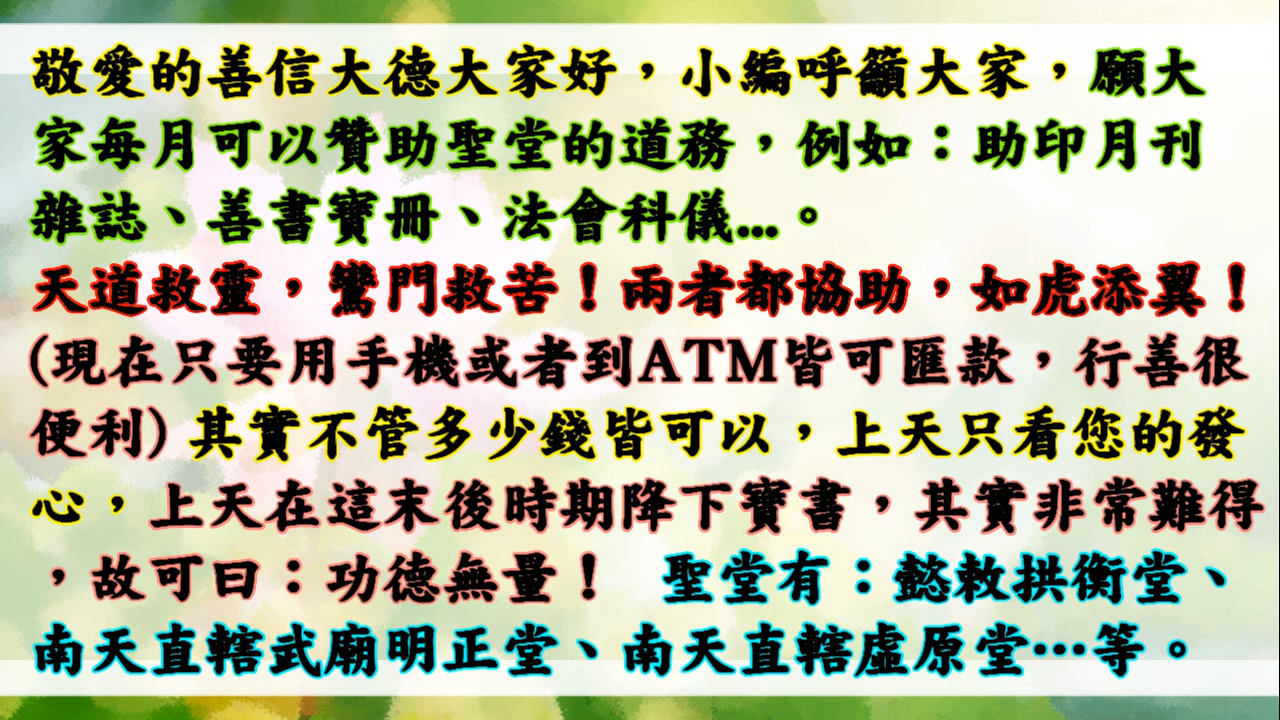 敬愛的善信大德大家好，小編呼籲大家，願大
家每月可以贊助聖堂的道務，例如：助印月刊
雜誌、善書寶冊、法會科儀...。
天道救靈，鸞門救苦！兩者都協助，如虎添翼！
(現在只要用手機或者到ATM皆可匯款，行善很
便利) 其實不管多少錢皆可以，上天只看您的發
心，上天在這末後時期降下寶書，其實非常難得
，故可曰：功德無量！ 聖堂有：懿敕拱衡堂、
南天直轄武廟明正堂、南天直轄虛原堂…等。